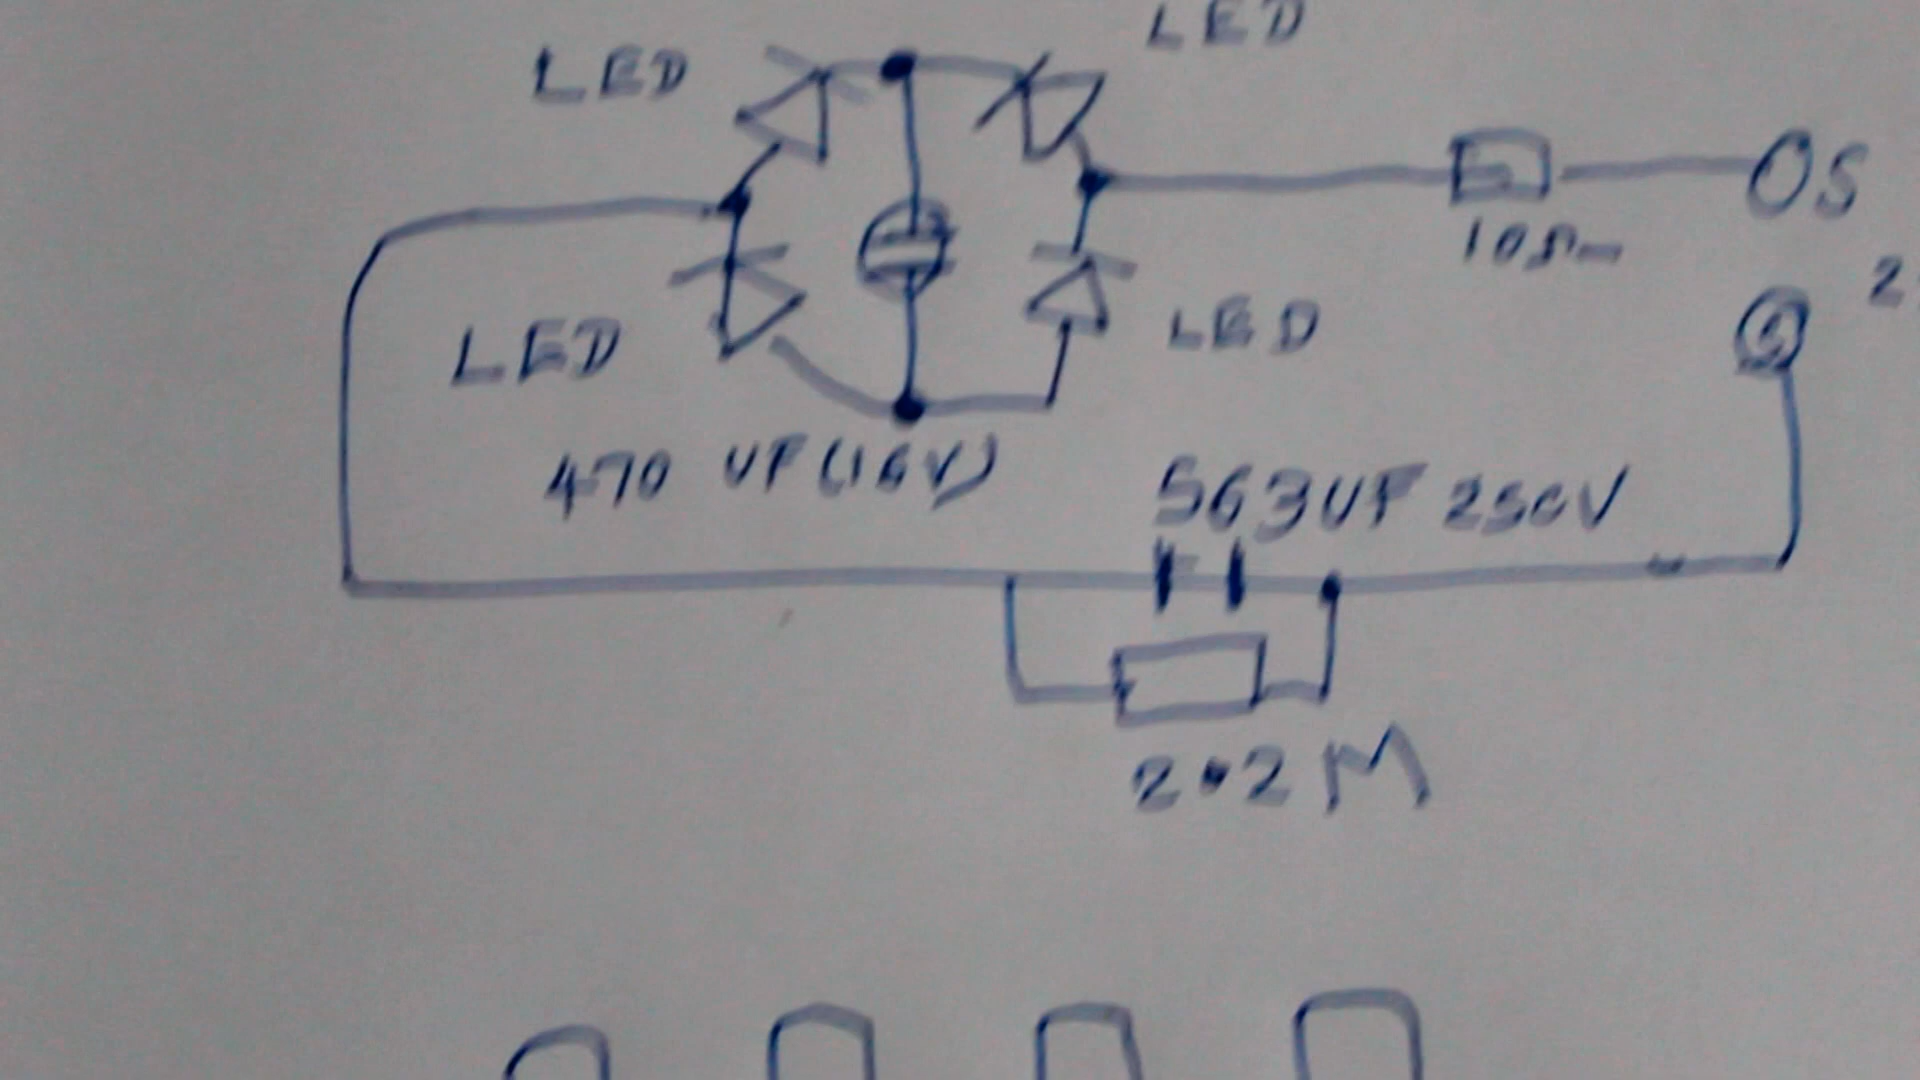 LED
LED
OS
10Ω
2
S
LED
LED
470 UF (16V)
563UF 250V
2.2M